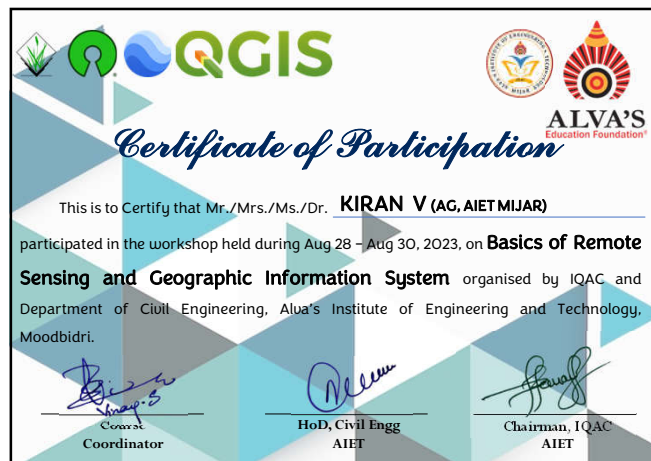 QGIS
ALVA'S
Education Foundation®
Certificate of Participation
This is to Certify that Mr./Mrs./Ms./Dr. KIRAN V (AG, AIET MIJAR)
participated in the workshop held during Aug 28 – Aug 30, 2023, on Basics of Remote
Sensing and Geographic Information System organised by IQAC and
Department of Civil Engineering, Alva's Institute of Engineering and Technology,
Moodbidri.
Vinay.S
Course
Coordinator
HoD, Civil Engg
AIET
Chairman, IQAC
AIET